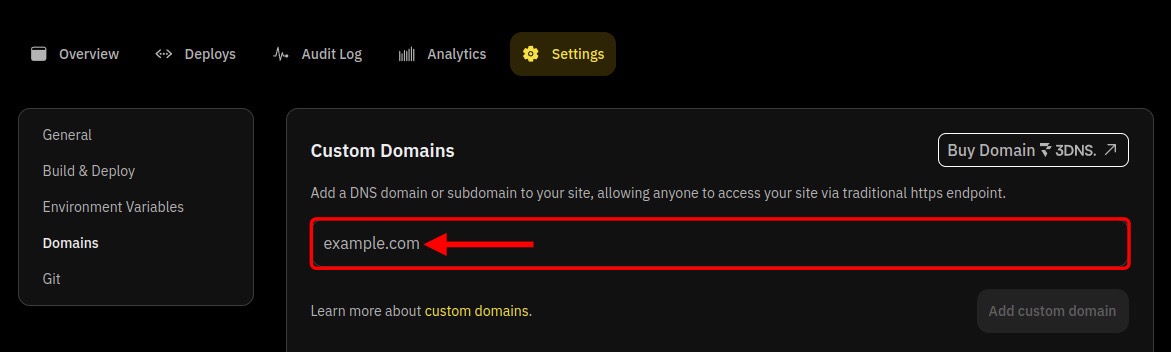 Overview
Deploys
Audit Log
Analytics
Settings
General
Build & Deploy
Environment Variables
Domains
Git
Custom Domains
Buy Domain 3DNS.
Add a DNS domain or subdomain to your site, allowing anyone to access your site via traditional https endpoint.
example.com
Learn more about custom domains.
Add custom domain